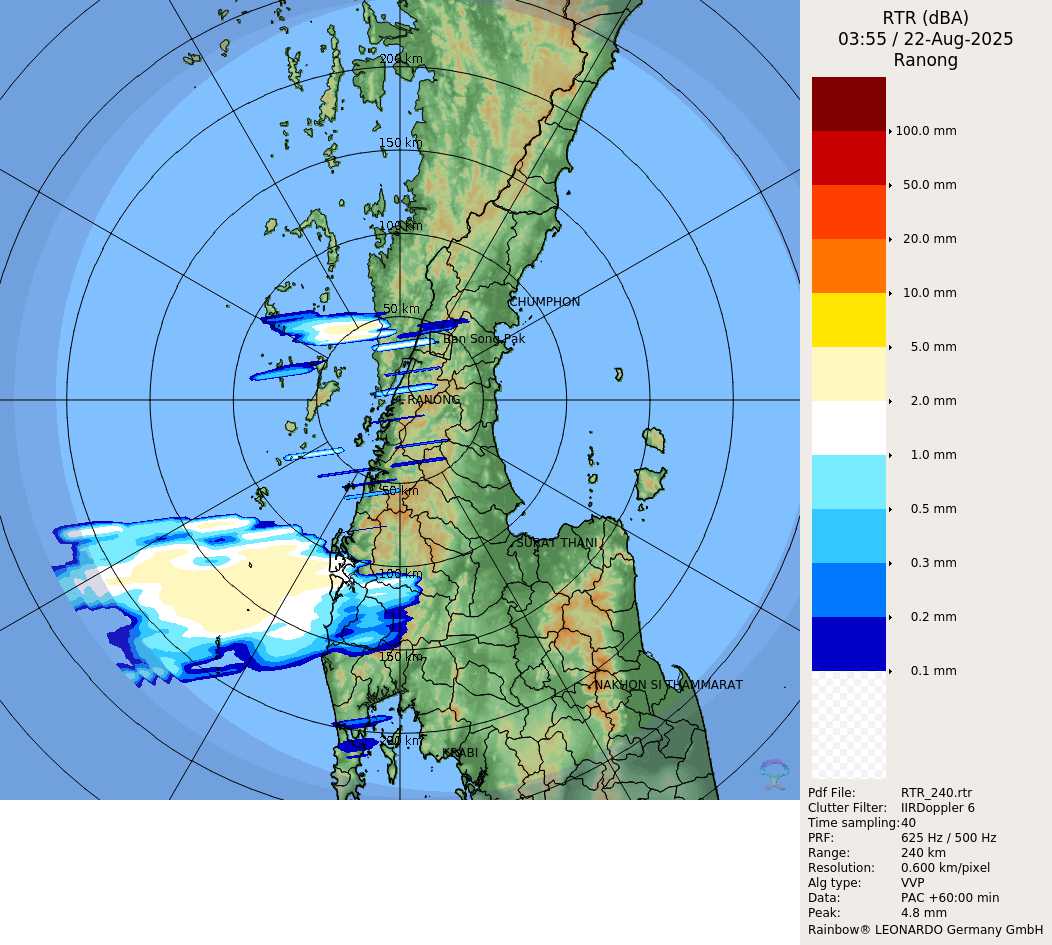 RTR (dBA)
03:55 / 22-Aug-2025
Ranong
200 km
150 km
100 km
50 km
CHUMPHON
Ban Song Pak
RANONG
50 km
SURAT THANI
100 km
150 km
NAKHON SI THAMMARAT
200 km
KRABI
100.0 mm
50.0 mm
20.0 mm
10.0 mm
5.0 mm
2.0 mm
1.0 mm
0.5 mm
0.3 mm
0.2 mm
0.1 mm
Pdf File: RTR_240.rtr
Clutter Filter: IIRDoppler 6
Time sampling:40
PRF: 625 Hz / 500 Hz
Range: 240 km
Resolution: 0.600 km/pixel
Alg type: VVP
Data: PAC +60:00 min
Peak: 4.8 mm
Rainbow® LEONARDO Germany GmbH